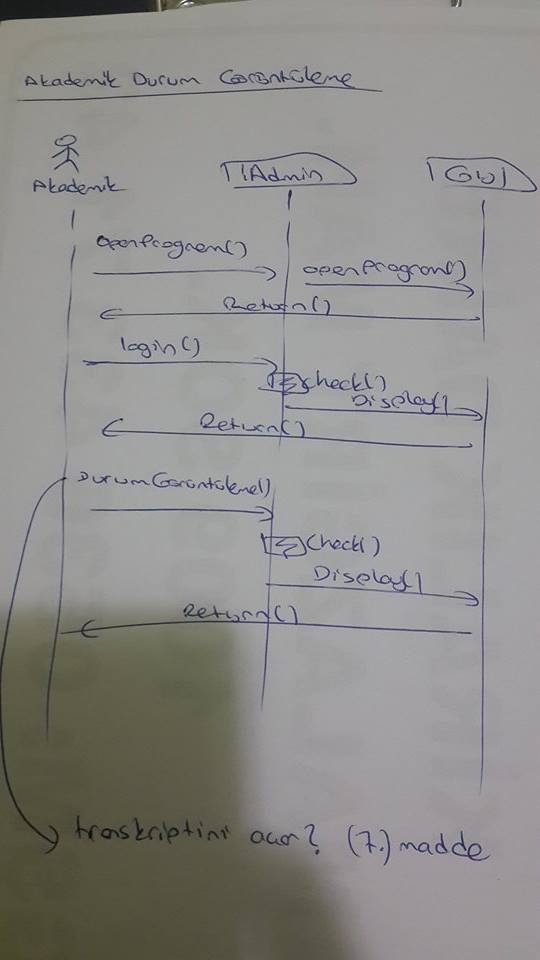 Akademik Durum Görüntüleme
Akademik
!Admin
!GUI
openProgram()
openProgram()
Return()
login()
check()
Display()
Return()
DurumGörüntüleme()
Check()
Display()
Return()
transkriptini açar? (7.) madde